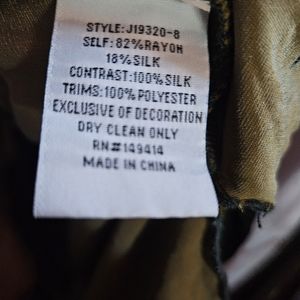 STYLE:J19320-8
SELF:82%RAYON
18%SILK
CONTRAST:100%SILK
TRIMS:100%POLYESTER
EXCLUSIVE OF DECORATION
DRY CLEAN ONLY
RN#149414
MADE IN CHINA